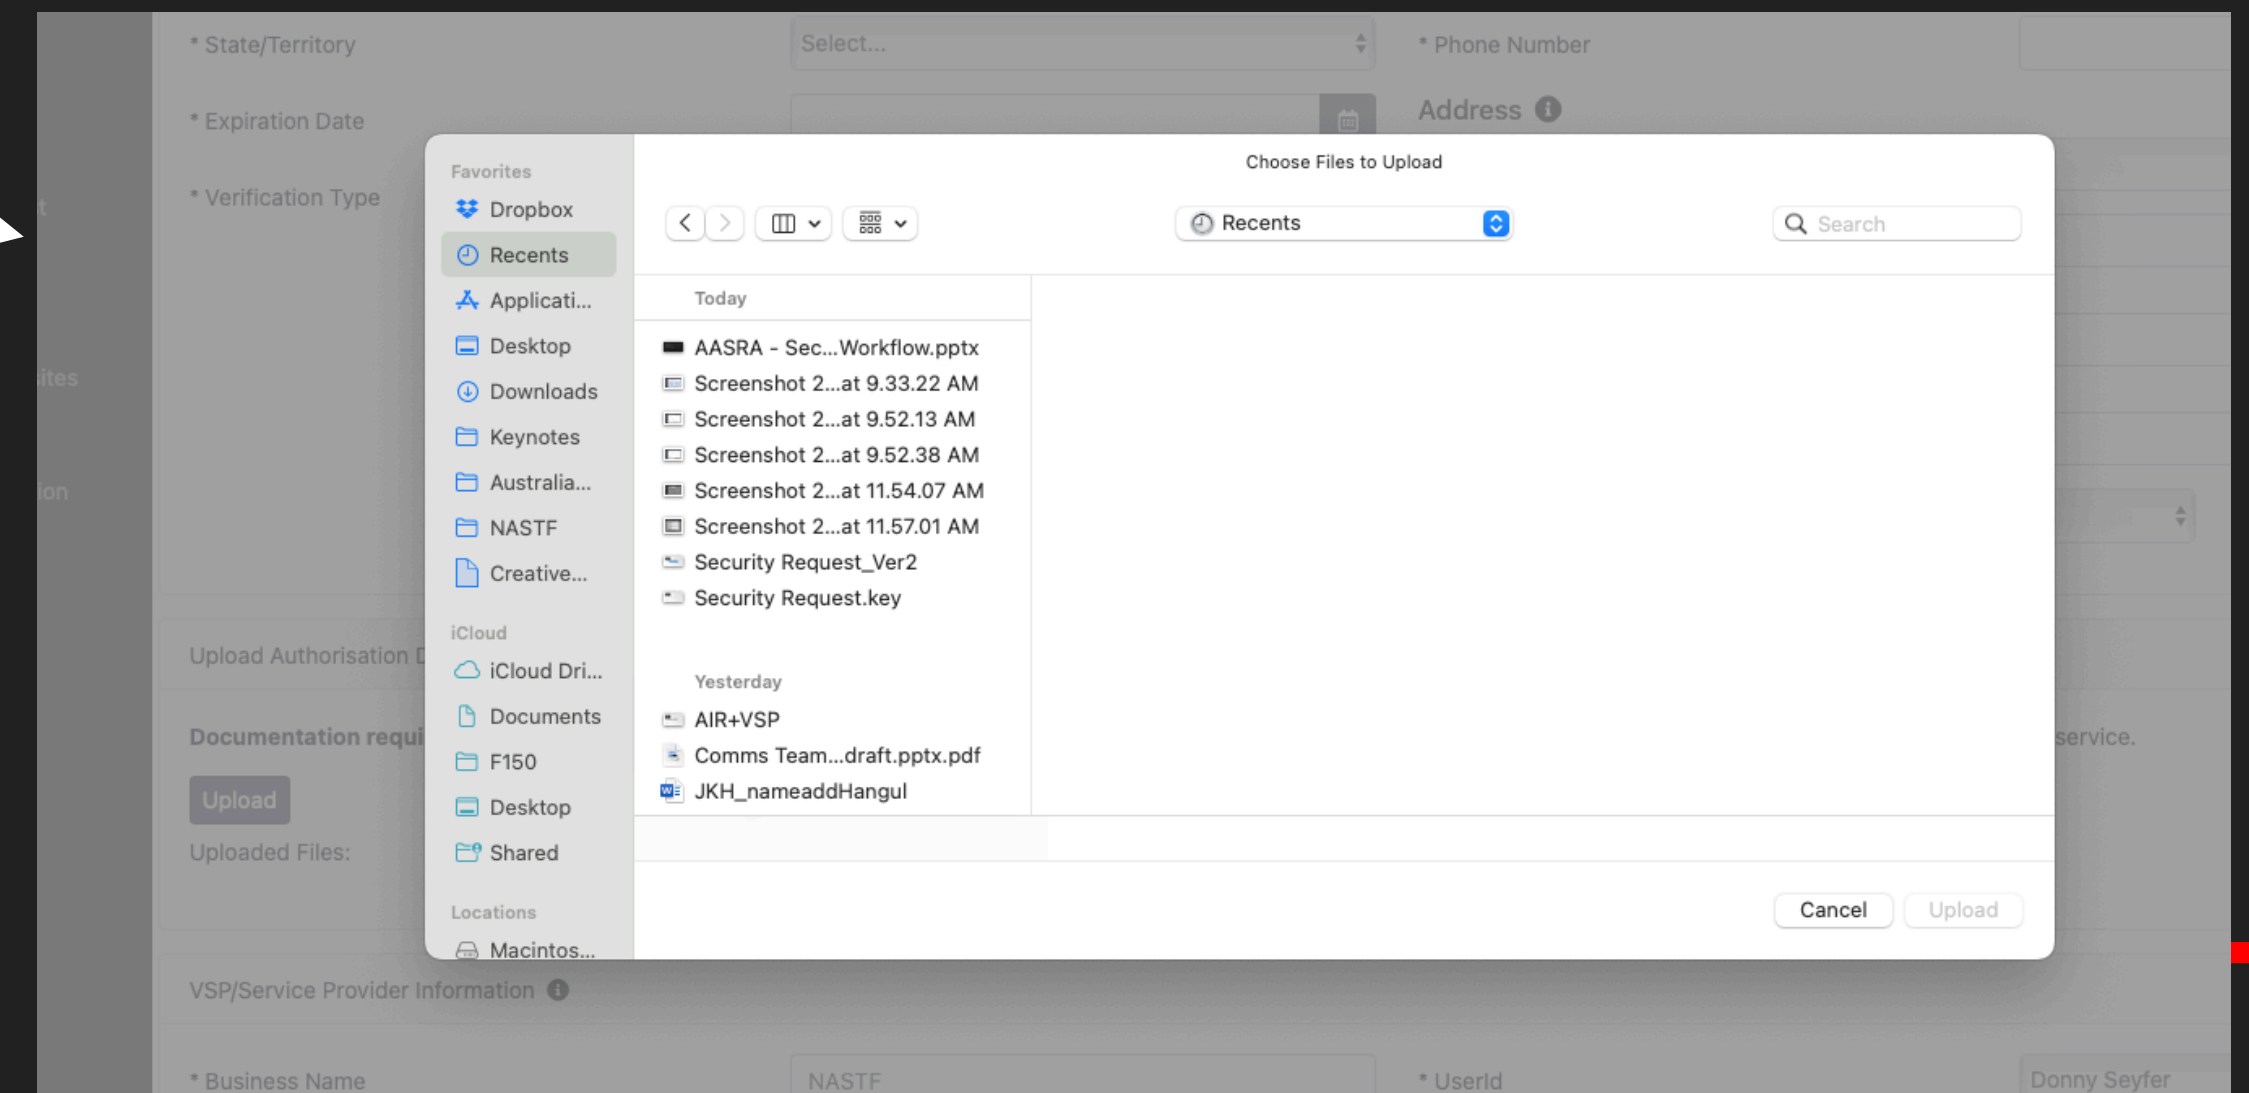 * State/Territory
Select...
* Phone Number
* Expiration Date
Address
* Verification Type
t
sites
ion
Choose Files to Upload
Favorites
Dropbox
Recents
Applicati...
Desktop
Downloads
Keynotes
Australia...
NASTF
Creative...
iCloud
iCloud Dri...
Documents
F150
Desktop
Shared
Locations
Macintos...
Recents
Search
Today
AASRA - Sec...Workflow.pptx
Screenshot 2...at 9.33.22 AM
Screenshot 2...at 9.52.13 AM
Screenshot 2...at 9.52.38 AM
Screenshot 2...at 11.54.07 AM
Screenshot 2...at 11.57.01 AM
Security Request_Ver2
Security Request.key
Yesterday
AIR+VSP
Comms Team...draft.pptx.pdf
JKH_nameaddHangul
Cancel
Upload
Upload Authorisation D
Documentation requi
service.
Upload
Uploaded Files:
VSP/Service Provider Information
* Business Name
NASTF
* UserId
Donny Seyfer